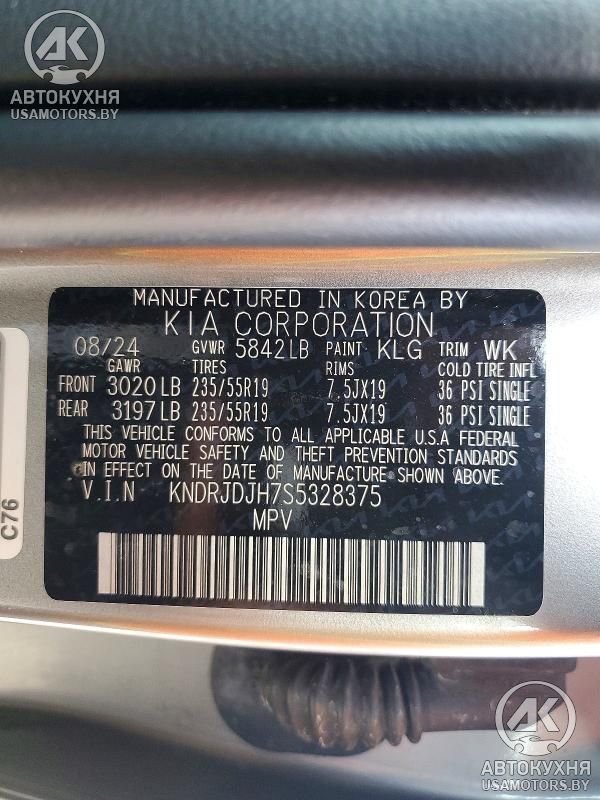 AK
АВТОКУХНЯ
USAMOTORS.BY
MANUFACTURED IN KOREA BY
KIA CORPORATION
08/24 GVWR 5842LB PAINT KLG TRIM WK
GAWR TIRES RIMS COLD TIRE INFL
FRONT 3020LB 235/55R19 7.5JX19 36 PSI SINGLE
REAR 3197LB 235/55R19 7.5JX19 36 PSI SINGLE
THIS VEHICLE CONFORMS TO ALL APPLICABLE U.S.A FEDERAL
MOTOR VEHICLE SAFETY AND THEFT PREVENTION STANDARDS
IN EFFECT ON THE DATE OF MANUFACTURE SHOWN ABOVE.
V.I.N KNDRJDJH7S5328375
MPV
C76
AK
АВТОКУХНЯ
USAMOTORS.BY